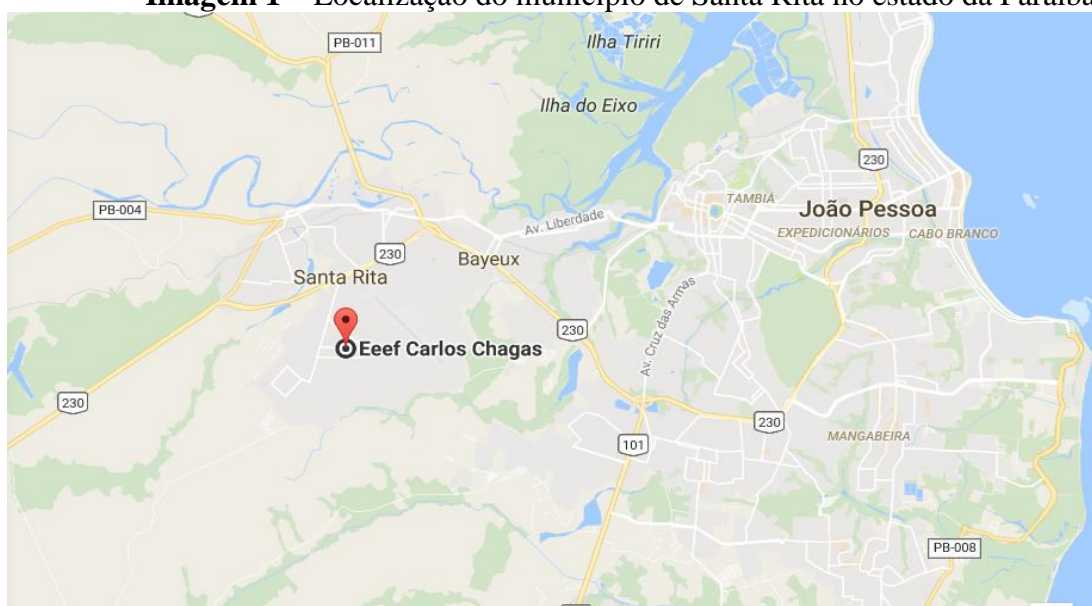 Imagem 1 – Localização do município de Santa Rita no estado da Paraíba
230
PB-011
Ilha Tiriri
Ilha do Eixo
230
TAMBIÁ
João Pessoa
EXPEDICIONÁRIOS
CABO BRANCO
PB-004
Av. Liberdade
230
Bayeux
Santa Rita
Av. Cruz das Armas
230
Eeef Carlos Chagas
230
230
MANGABEIRA
101
PB-008